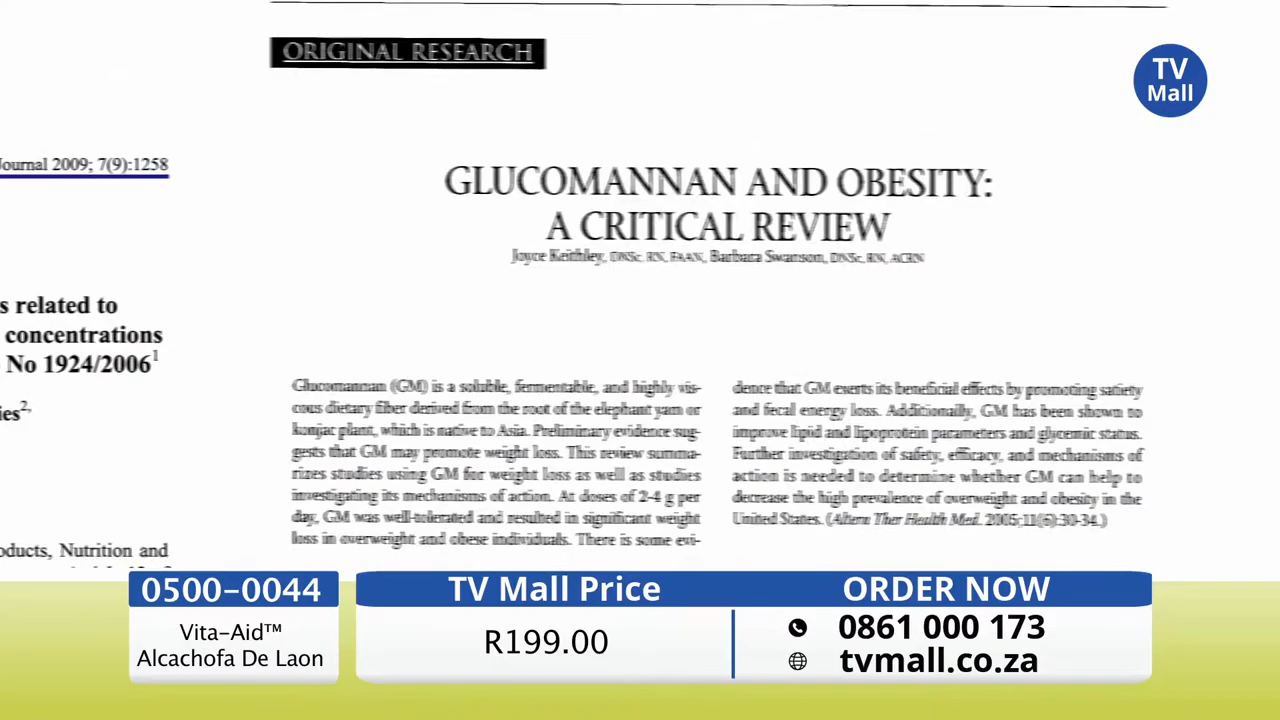 ORIGINAL RESEARCH
TV
Mall
Journal 2009; 7(9):1258
GLUCOMANNAN AND OBESITY:
A CRITICAL REVIEW
Joyce Keithley, DNSc, RN, FAAN, Barbara Swanson, DNSc, RN, ACRN
s related to
concentrations
No 1924/2006¹
ies²,
Glucomannan (GM) is a soluble, fermentable, and highly vis-
cous dietary fiber derived from the root of the elephant yam or
konjac plant, which is native to Asia. Preliminary evidence sug-
gests that GM may promote weight loss. This review summa-
rizes studies using GM for weight loss as well as studies
investigating its mechanisms of action. At doses of 2-4 g per
day, GM was well-tolerated and resulted in significant weight
loss in overweight and obese individuals. There is some evi-
dence that GM exerts its beneficial effects by promoting satiety
and fecal energy loss. Additionally, GM has been shown to
improve lipid and lipoprotein parameters and glycemic status.
Further investigation of safety, efficacy, and mechanisms of
action is needed to determine whether GM can help to
decrease the high prevalence of overweight and obesity in the
United States. (Altern Ther Health Med. 2005;11(6):30-34.)
oducts, Nutrition and
0500-0044
Vita-Aid™
Alcachofa De Laon
TV Mall Price
R199.00
ORDER NOW
0861 000 173
tvmall.co.za